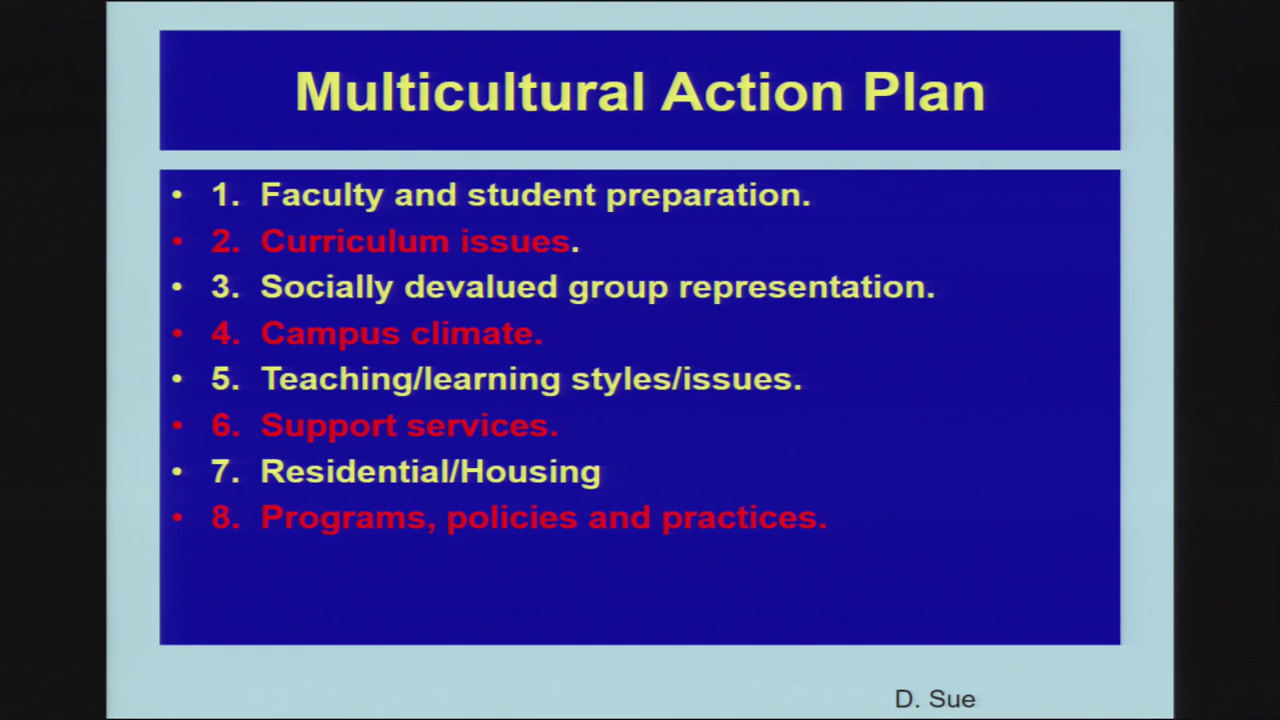 Multicultural Action Plan
• 1. Faculty and student preparation.
• 2. Curriculum issues.
• 3. Socially devalued group representation.
• 4. Campus climate.
• 5. Teaching/learning styles/issues.
• 6. Support services.
• 7. Residential/Housing
• 8. Programs, policies and practices.
D. Sue